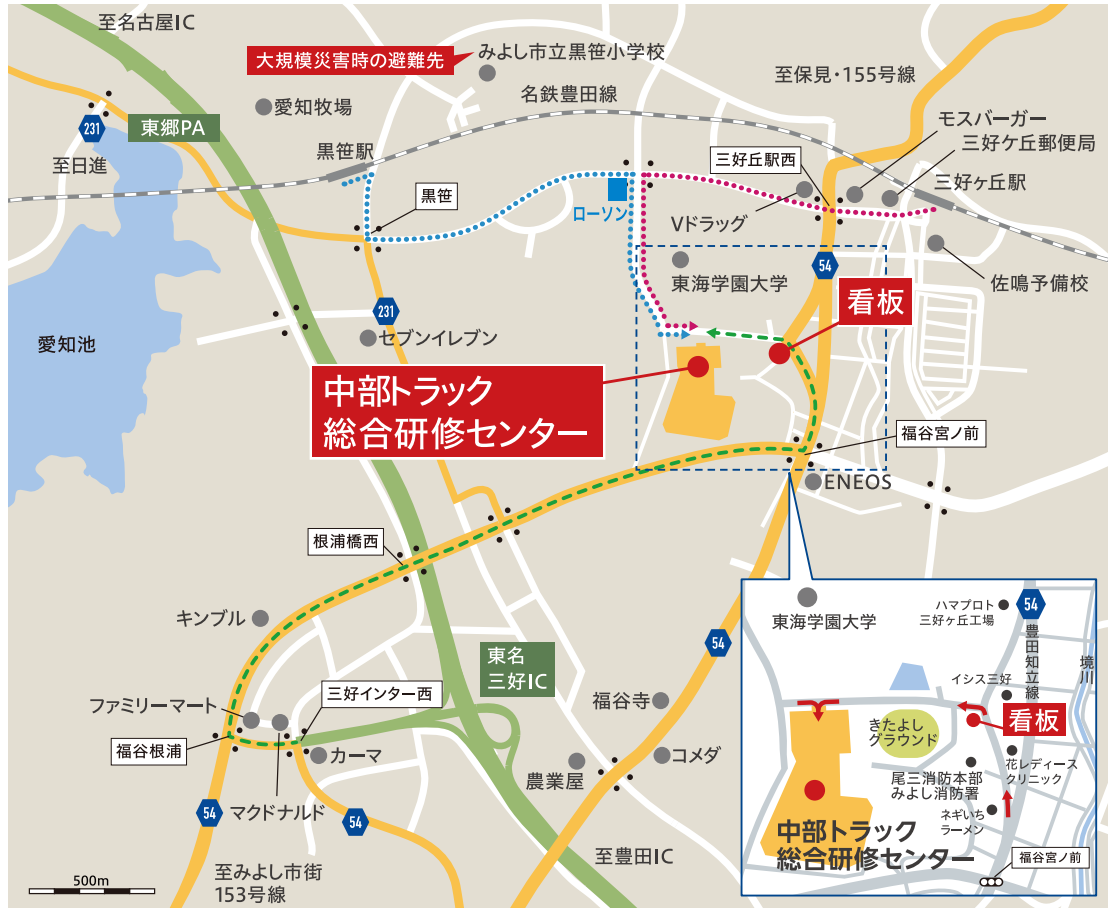 至名古屋IC
大規模災害時の避難先
みよし市立黒笹小学校
至保見・155号線
愛知牧場
名鉄豊田線
モスバーガー
三好ケ丘郵便局
231
東郷PA
至日進
黒笹駅
三好丘駅西
三好ヶ丘駅
黒笹
ローソン
Vドラッグ
54
東海学園大学
佐鳴予備校
看板
231
愛知池
セブンイレブン
中部トラック
総合研修センター
福谷宮ノ前
ENEOS
根浦橋西
キンブル
54
東名
三好IC
54
ファミリーマート
三好インター西
福谷寺
福谷根浦
カーマ
コメダ
農業屋
マクドナルド
54
54
至みよし市街
153号線
至豊田IC
500m
東海学園大学
ハマプロト
三好ヶ丘工場
54
豊田知立線
境川
イシス三好
看板
きたよし
グラウンド
花レディース
クリニック
尾三消防本部
みよし消防署
ネギいち
ラーメン
中部トラック
総合研修センター
福谷宮ノ前